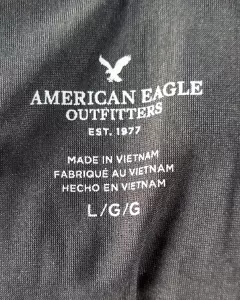 AMERICAN EAGLE
OUTFITTERS
EST. 1977
MADE IN VIETNAM
FABRIQUÉ AU VIETNAM
HECHO EN VIETNAM
L/G/G